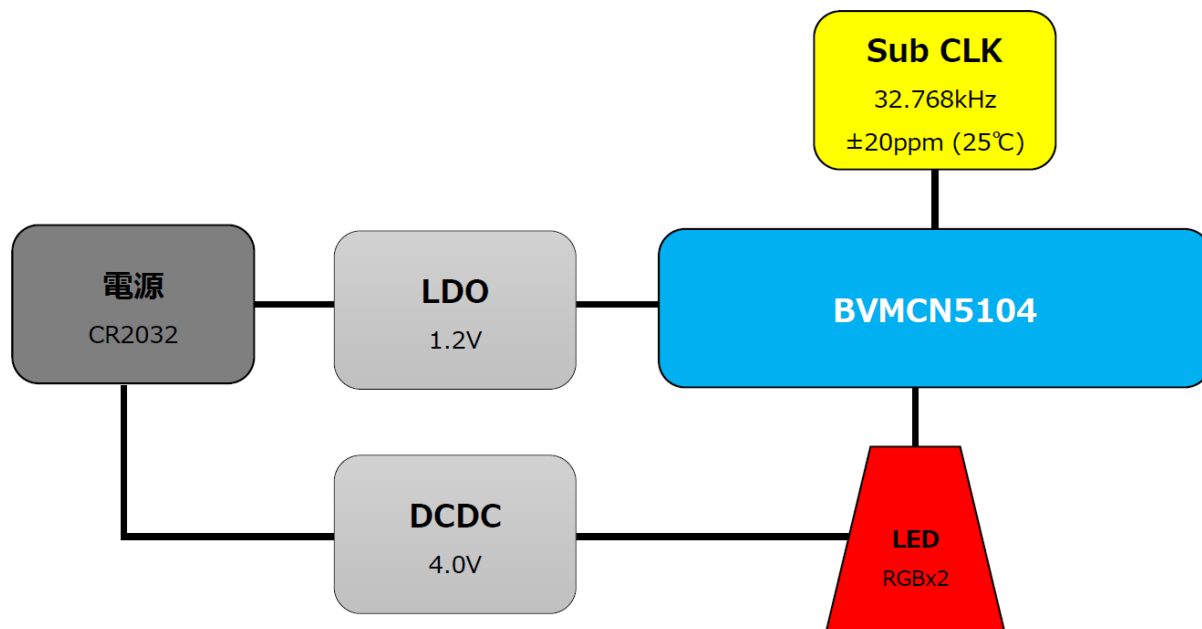 Sub CLK
32.768kHz
±20ppm (25℃)
電源
CR2032
LDO
1.2V
BVMCN5104
DCDC
4.0V
LED
RGBx2